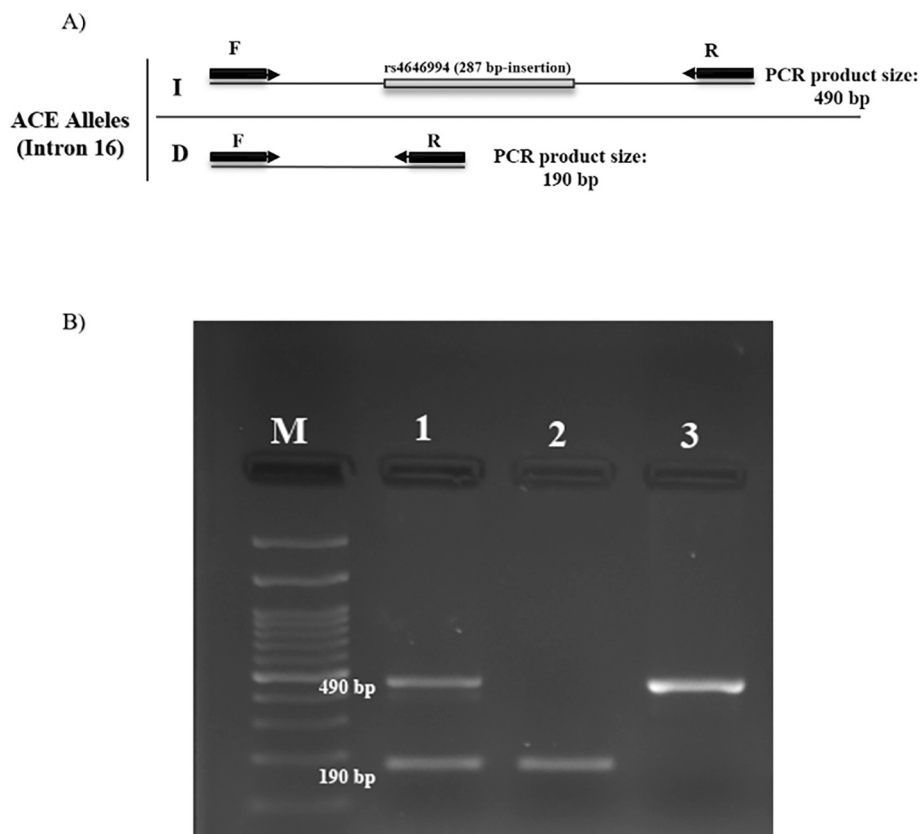 A)
F
rs4646994 (287 bp-insertion)
R
I
PCR product size:
490 bp
ACE Alleles
(Intron 16)
F
R
D
PCR product size:
190 bp
B)
M 1 2 3
490 bp
190 bp